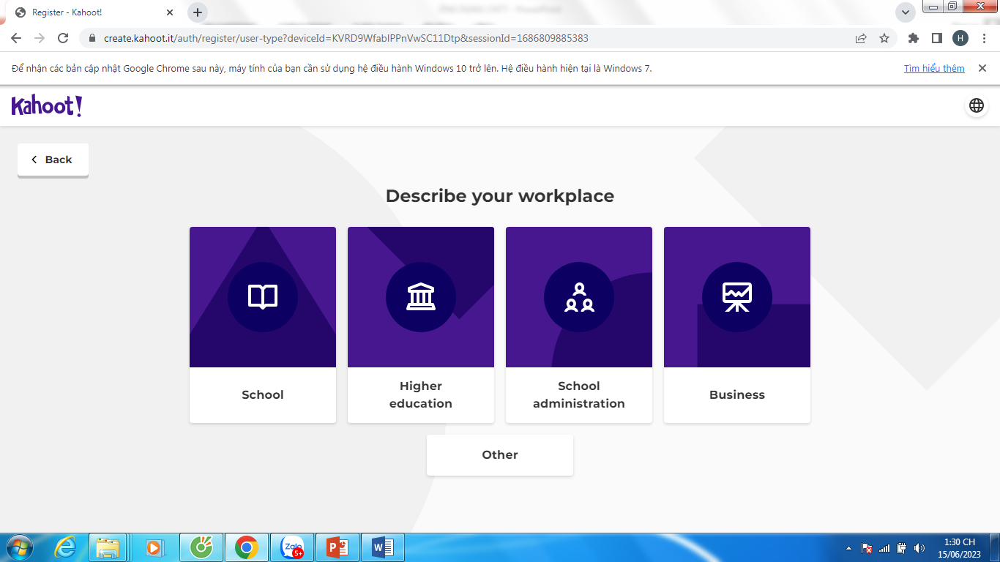 Register - Kahoot!
create.kahoot.it/auth/register/user-type?deviceId=KVRD9WfabIPPnVwSC11Dtp&sessionId=1686809885383
H
Để nhận các bản cập nhật Google Chrome sau này, máy tính của bạn cần sử dụng hệ điều hành Windows 10 trở lên. Hệ điều hành hiện tại là Windows 7.
Tìm hiểu thêm
Kahoot!
Back
Describe your workplace
School
Higher
education
School
administration
Business
Other
Zalo
5+
P
W
1:30 CH
15/06/2023